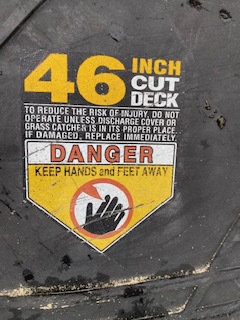 46 INCH
CUT
DECK
TO REDUCE THE RISK OF INJURY, DO NOT
OPERATE UNLESS DISCHARGE COVER OR
GRASS CATCHER IS IN ITS PROPER PLACE.
IF DAMAGED, REPLACE IMMEDIATELY.
DANGER
KEEP HANDS and FEET AWAY